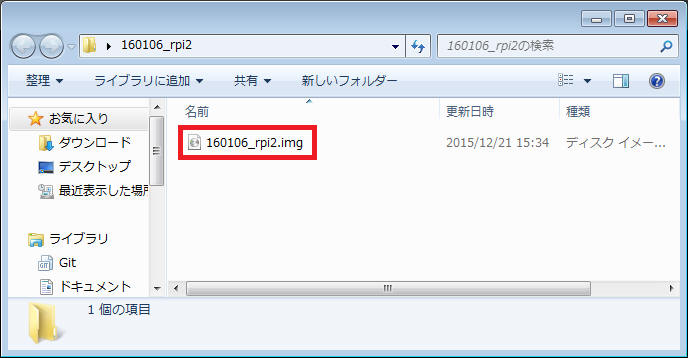 160106_rpi2
160106_rpi2の検索
整理 ライブラリに追加 共有 新しいフォルダー
お気に入り
ダウンロード
デスクトップ
最近表示した場所
ライブラリ
Git
ドキュメント
名前 更新日時 種類
160106_rpi2.img 2015/12/21 15:34 ディスク イメー...
1 個の項目